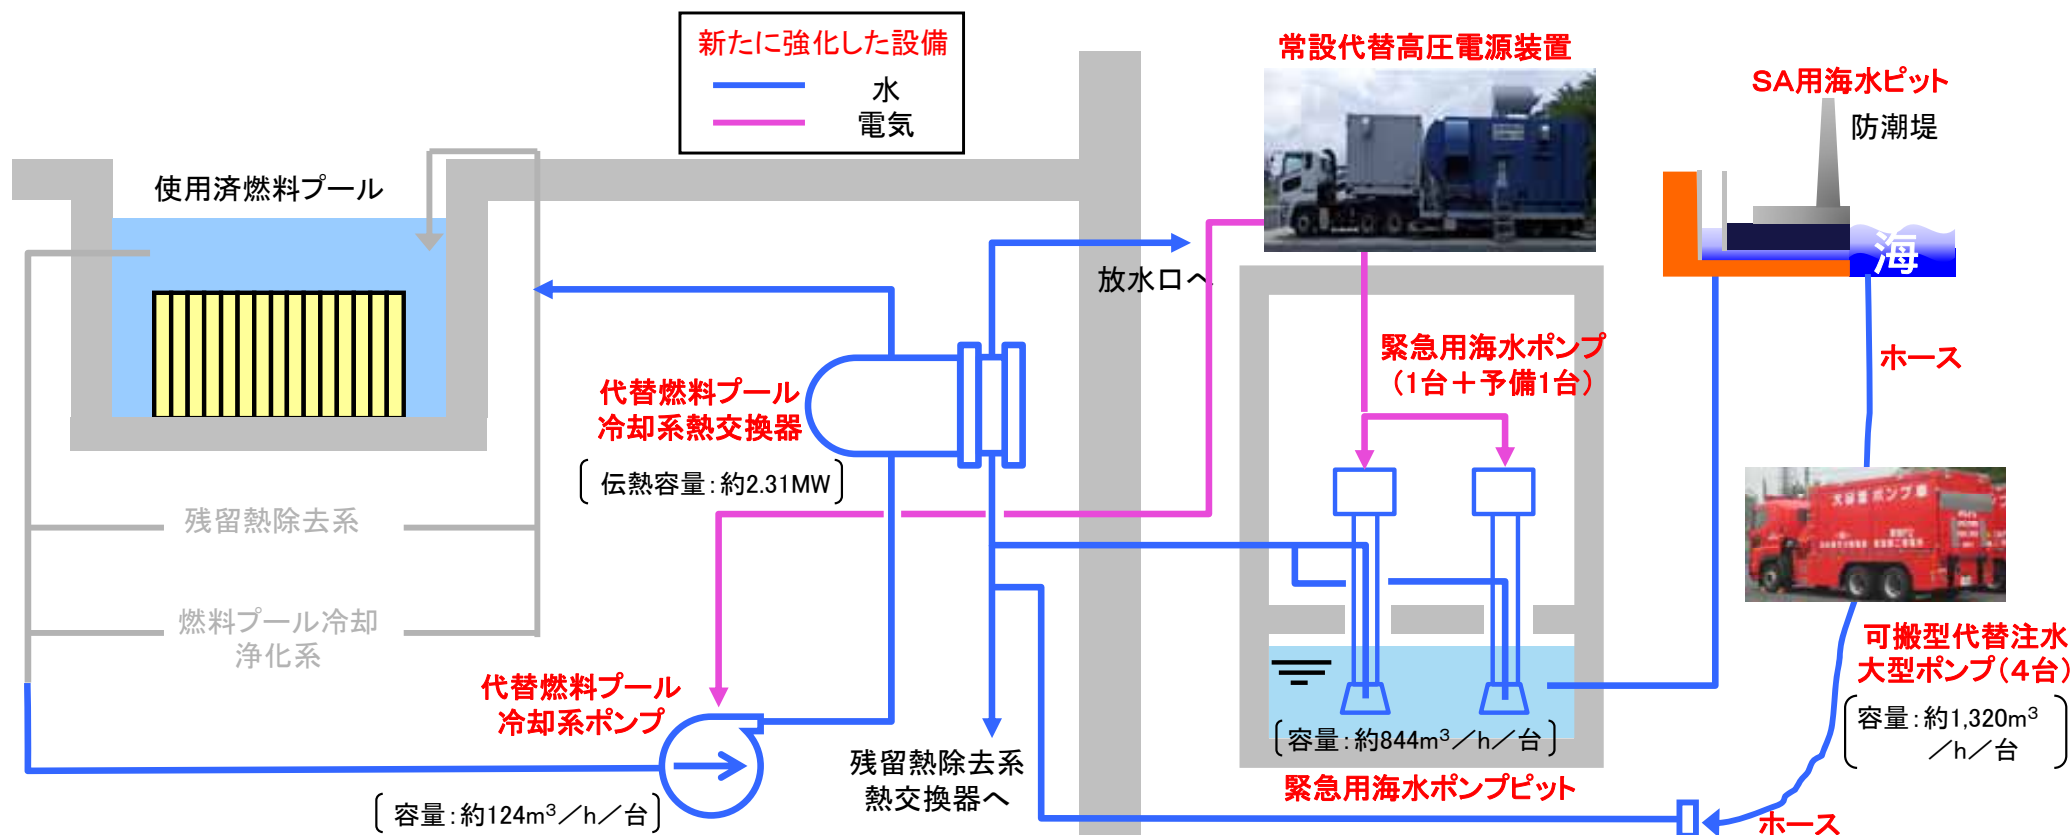 新たに強化した設備
水
電気
常設代替高圧電源装置
SA用海水ピット
防潮堤
海
使用済燃料プール
放水口へ
緊急用海水ポンプ
(1台+予備1台)
ホース
代替燃料プール
冷却系熱交換器
伝熱容量:約2.31MW
残留熱除去系
燃料プール冷却
浄化系
大容量ポンプ車
代替燃料プール
冷却系ポンプ
容量:約124m³/h/台
残留熱除去系
熱交換器へ
容量:約844m³/h/台
緊急用海水ポンプピット
可搬型代替注水
大型ポンプ(4台)
容量:約1,320m³
/h/台
ホース